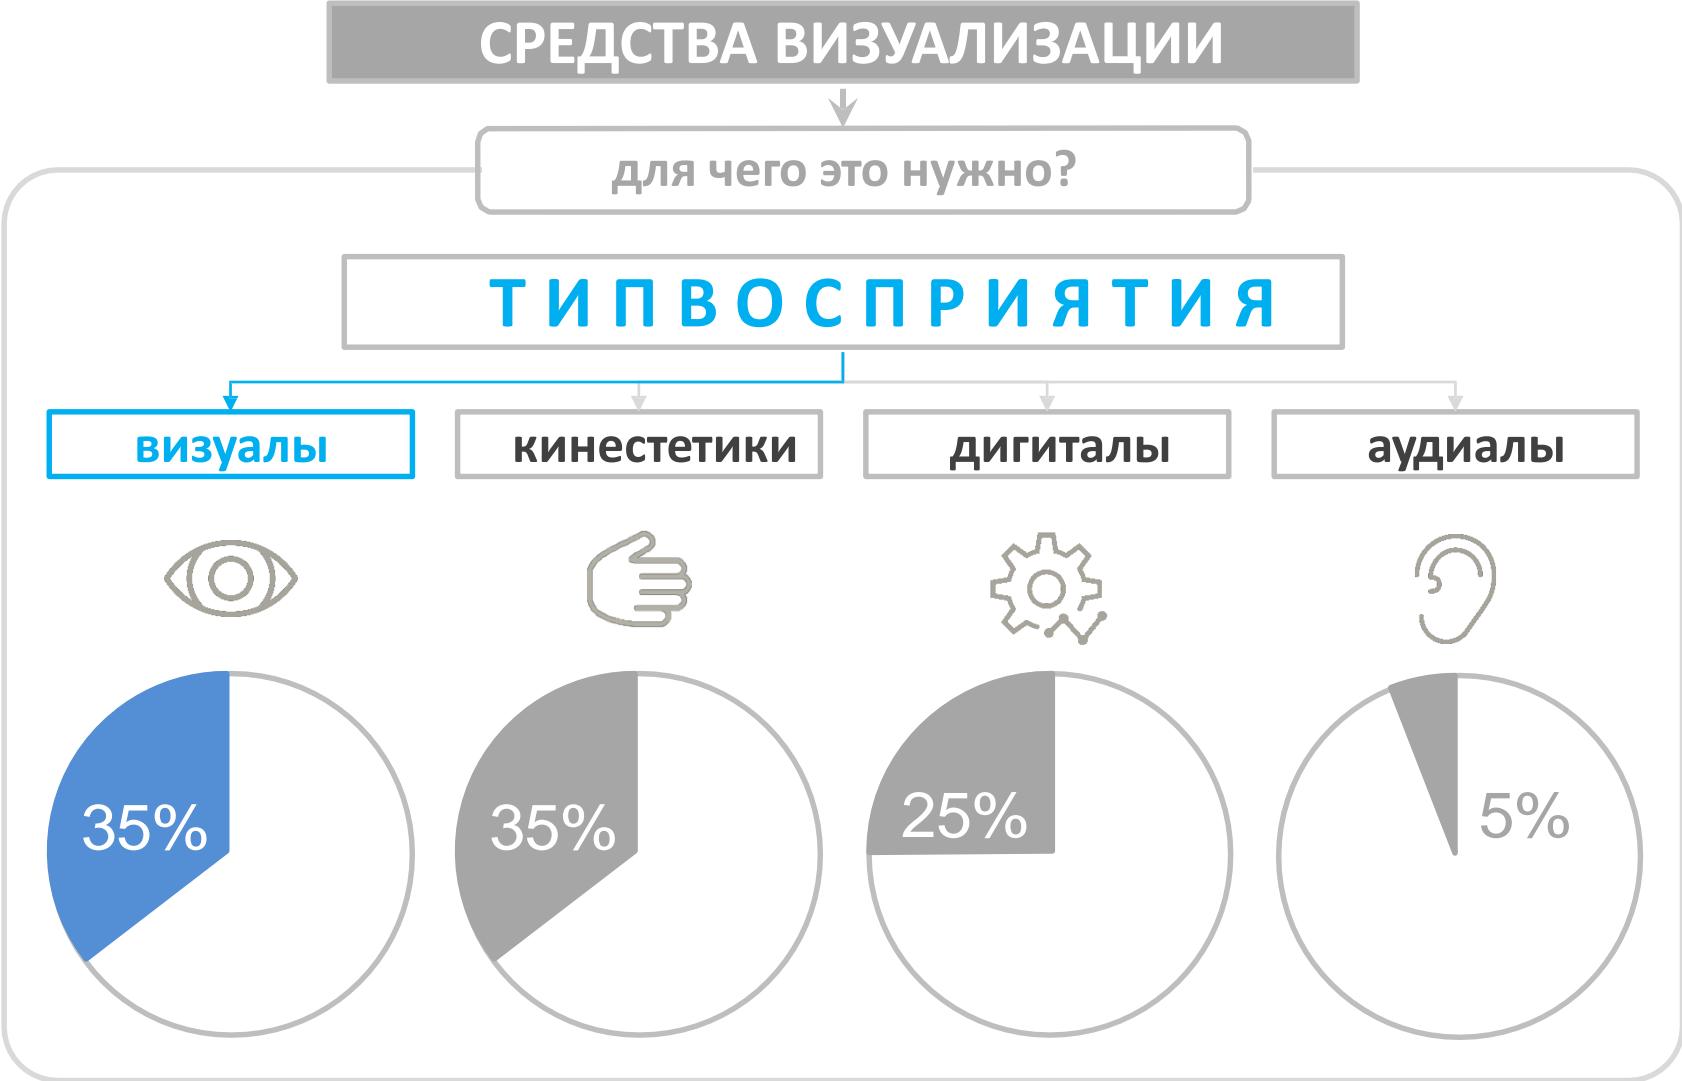 СРЕДСТВА ВИЗУАЛИЗАЦИИ
для чего это нужно?
Т И П В О С П Р И Я Т И Я
визуалы
кинестетики
дигиталы
аудиалы
35%
35%
25%
5%